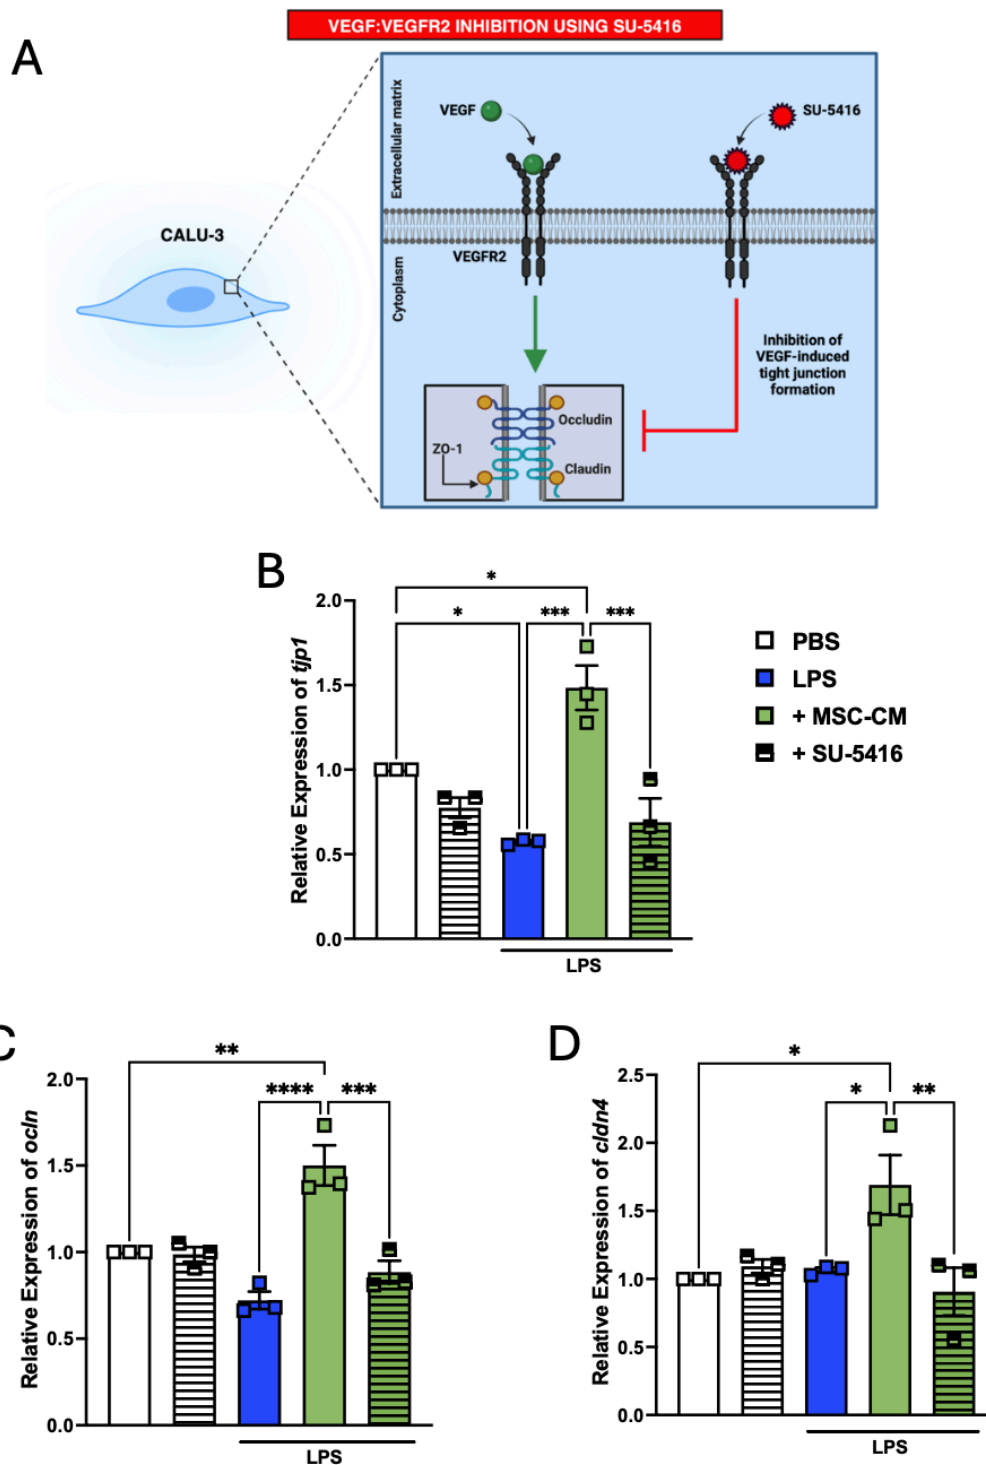 VEGF:VEGFR2 INHIBITION USING SU-5416
A
Extracellular matrix
VEGF
SU-5416
CALU-3
VEGFR2
Cytoplasm
Inhibition of
VEGF-induced
tight junction
formation
Occludin
ZO-1
Claudin
B
Relative Expression of tjp1
2.0
1.5
1.0
0.5
0.0
*
*
***
***
LPS
PBS
LPS
+ MSC-CM
+ SU-5416
C
Relative Expression of ocln
2.0
1.5
1.0
0.5
0.0
**
****
***
LPS
D
Relative Expression of cldn4
2.5
2.0
1.5
1.0
0.5
0.0
*
*
**
LPS